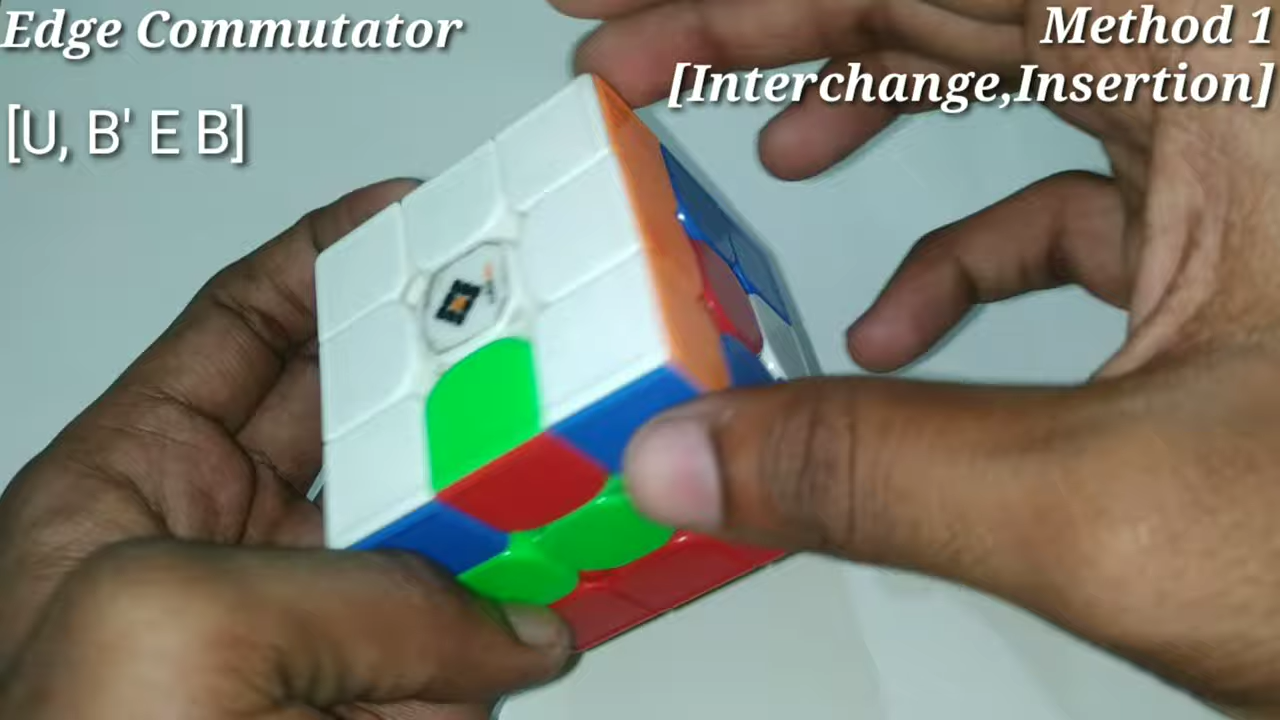 Edge Commutator
[U, B' E B]
Method 1
[Interchange,Insertion]